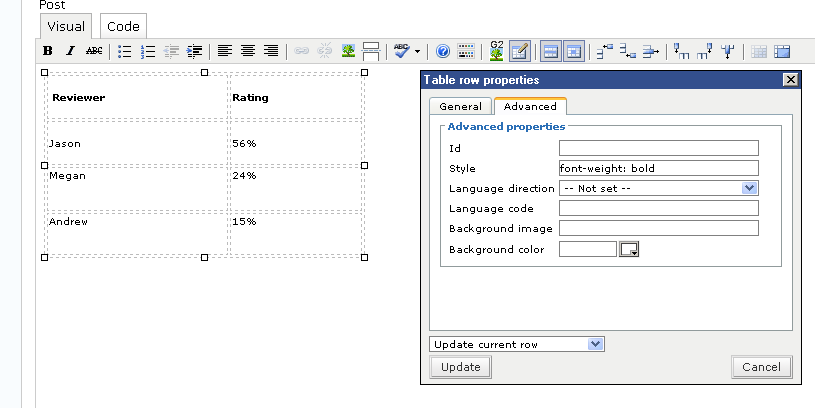 Post
Visual Code
B I ABC ABC G2
Reviewer Rating
Jason 56%
Megan 24%
Andrew 15%
Table row properties
General Advanced
Advanced properties
Id
Style font-weight: bold
Language direction -- Not set --
Language code
Background image
Background color
Update current row
Update Cancel